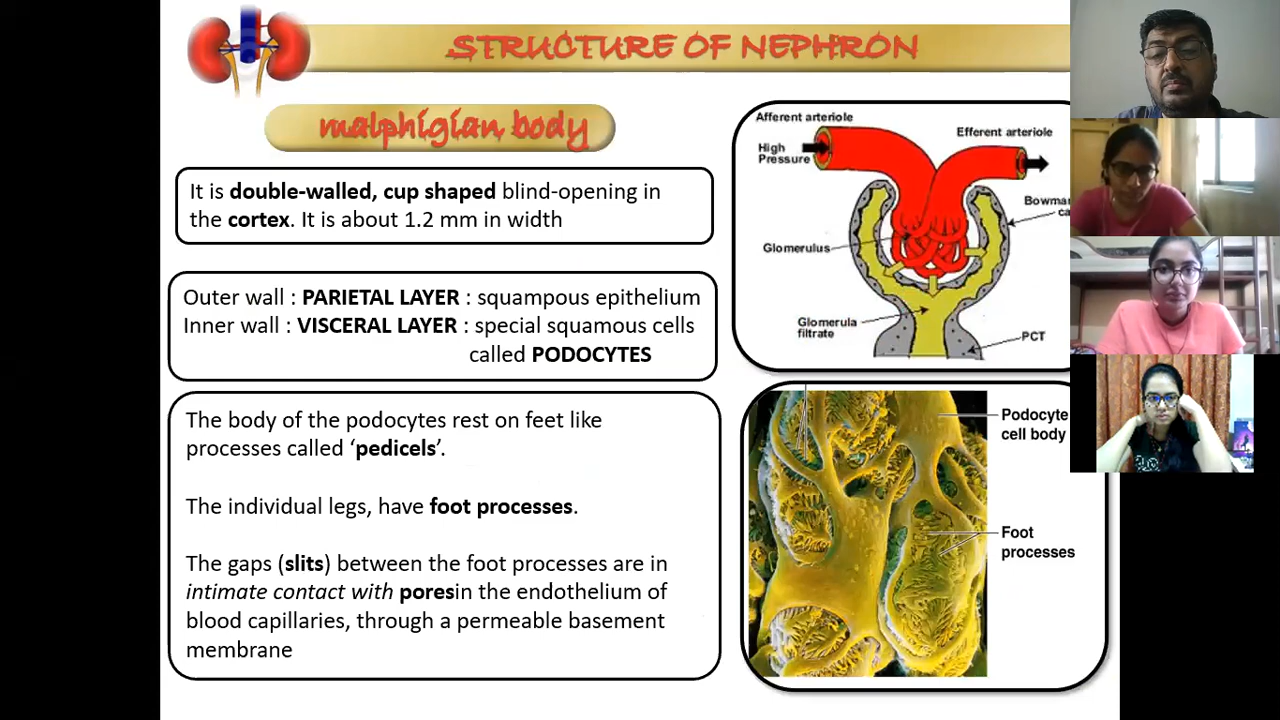 STRUCTURE OF NEPHRON
malphigian body
It is double-walled, cup shaped blind-opening in
the cortex. It is about 1.2 mm in width
Outer wall : PARIETAL LAYER : squampous epithelium
Inner wall : VISCERAL LAYER : special squamous cells
called PODOCYTES
The body of the podocytes rest on feet like
processes called ‘pedicels’.
The individual legs, have foot processes.
The gaps (slits) between the foot processes are in
intimate contact with poresin the endothelium of
blood capillaries, through a permeable basement
membrane
Afferent arteriole
Efferent arteriole
High
Pressure
Bowma
ca
Glomerulus
Glomerula
filtrate
PCT
Podocyte
cell body
Foot
processes